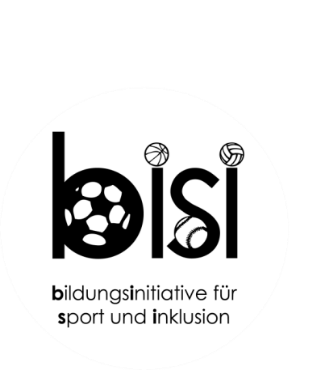 bisi
bildungsinitiative für
sport und inklusion